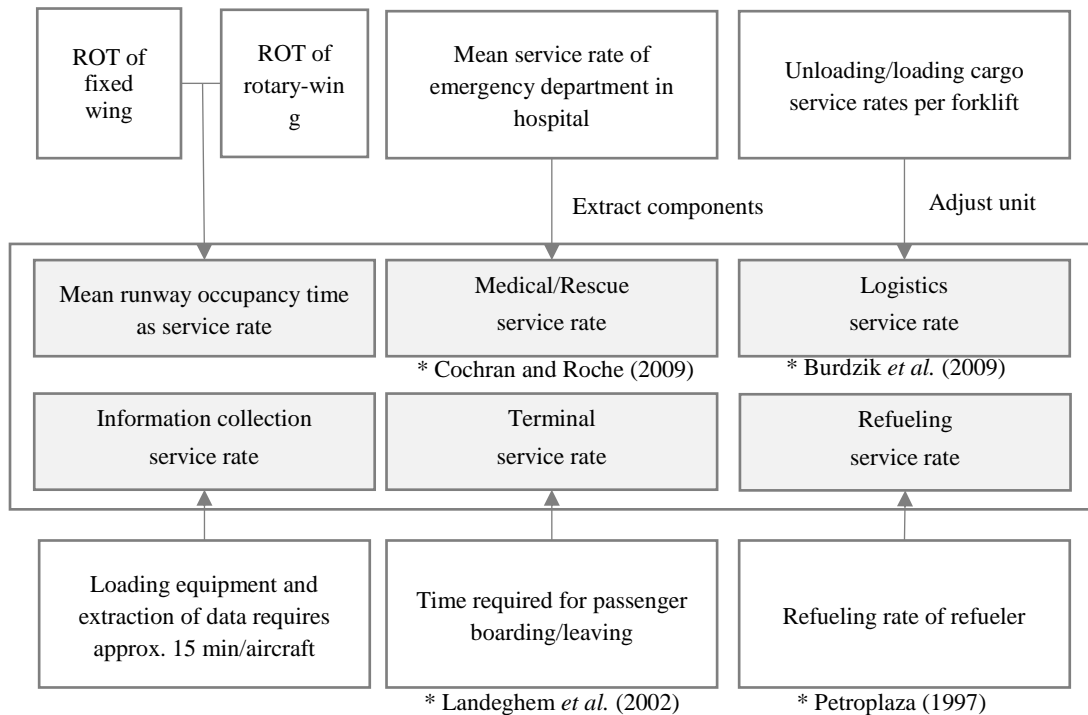 ROT of
fixed
wing
ROT of
rotary-win
g
Mean service rate of
emergency department in
hospital
Unloading/loading cargo
service rates per forklift
Extract components
Adjust unit
Mean runway occupancy time
as service rate
Medical/Rescue
service rate
Logistics
service rate
* Cochran and Roche (2009)
* Burdzik et al. (2009)
Information collection
service rate
Terminal
service rate
Refueling
service rate
Loading equipment and
extraction of data requires
approx. 15 min/aircraft
Time required for passenger
boarding/leaving
Refueling rate of refueler
* Landeghem et al. (2002)
* Petroplaza (1997)